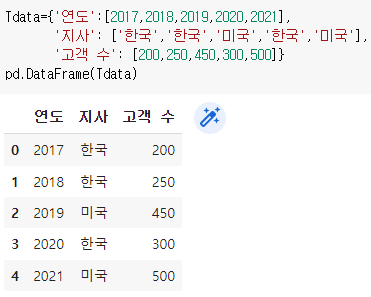 Tdata={'연도':[2017,2018,2019,2020,2021],
'지사': ['한국','한국','미국','한국','미국'],
'고객 수': [200,250,450,300,500]}
pd.DataFrame(Tdata)
연도 지사 고객 수
0 2017 한국 200
1 2018 한국 250
2 2019 미국 450
3 2020 한국 300
4 2021 미국 500